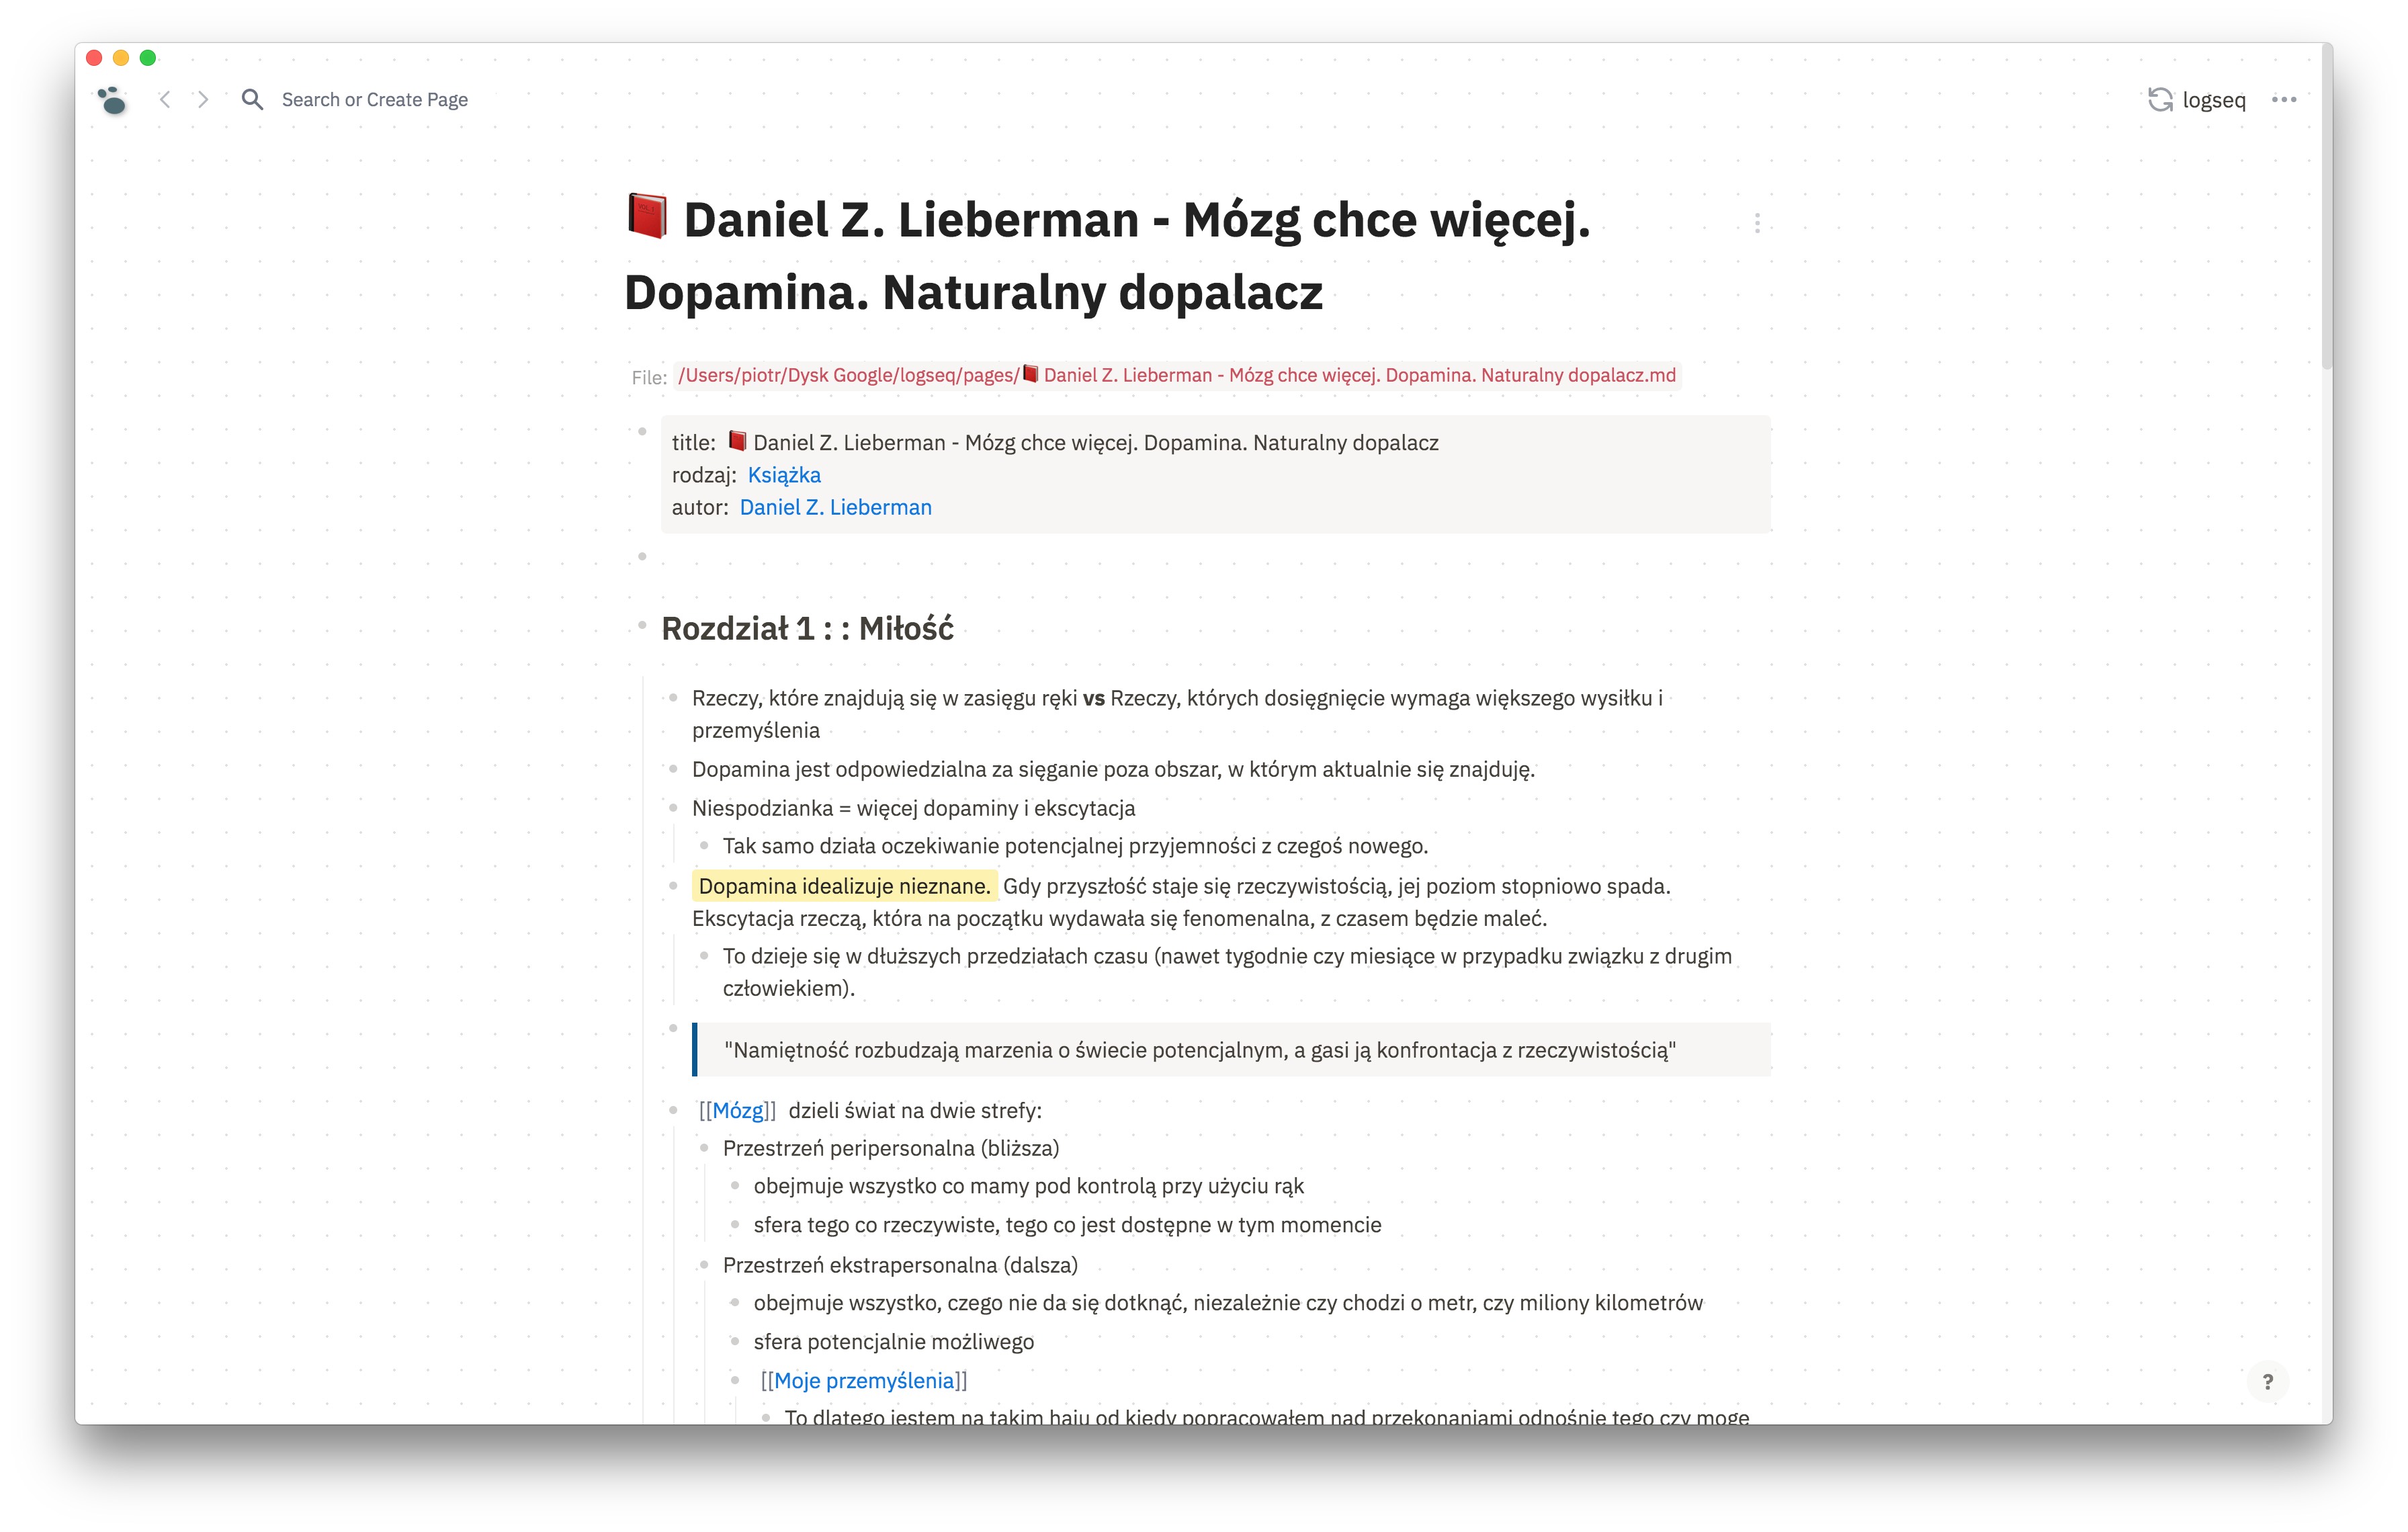 Search or Create Page
logseq
Daniel Z. Lieberman - Mózg chce więcej.
Dopamina. Naturalny dopalacz
File: /Users/piotr/Dysk Google/logseq/pages/📕 Daniel Z. Lieberman - Mózg chce więcej. Dopamina. Naturalny dopalacz.md
title: 📕 Daniel Z. Lieberman - Mózg chce więcej. Dopamina. Naturalny dopalacz
rodzaj: Książka
autor: Daniel Z. Lieberman
Rozdział 1 : : Miłość
Rzeczy, które znajdują się w zasięgu ręki vs Rzeczy, których dosięgnięcie wymaga większego wysiłku i
przemyślenia
Dopamina jest odpowiedzialna za sięganie poza obszar, w którym aktualnie się znajduję.
Niespodzianka = więcej dopaminy i ekscytacja
Tak samo działa oczekiwanie potencjalnej przyjemności z czegoś nowego.
Dopamina idealizuje nieznane. Gdy przyszłość staje się rzeczywistością, jej poziom stopniowo spada.
Ekscytacja rzeczą, która na początku wydawała się fenomenalna, z czasem będzie maleć.
To dzieje się w dłuższych przedziałach czasu (nawet tygodnie czy miesiące w przypadku związku z drugim
człowiekiem).
"Namiętność rozbudzają marzenia o świecie potencjalnym, a gasi ją konfrontacja z rzeczywistością"
[[Mózg]] dzieli świat na dwie strefy:
Przestrzeń peripersonalna (bliższa)
obejmuje wszystko co mamy pod kontrolą przy użyciu rąk
sfera tego co rzeczywiste, tego co jest dostępne w tym momencie
Przestrzeń ekstrapersonalna (dalsza)
obejmuje wszystko, czego nie da się dotknąć, niezależnie czy chodzi o metr, czy miliony kilometrów
sfera potencjalnie możliwego
[[Moje przemyślenia]]
To dlatego jestem na takim haju od kiedy popracowałem nad przekonaniami odnośnie tego czy mogę
?